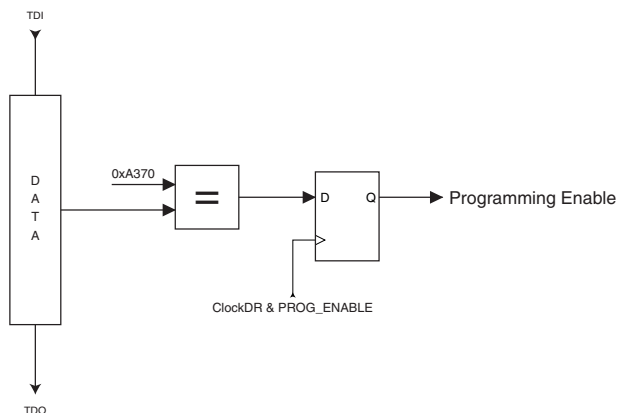 TDI
D
A
T
A
0xA370
=
D
Q
Programming Enable
ClockDR & PROG_ENABLE
TDO